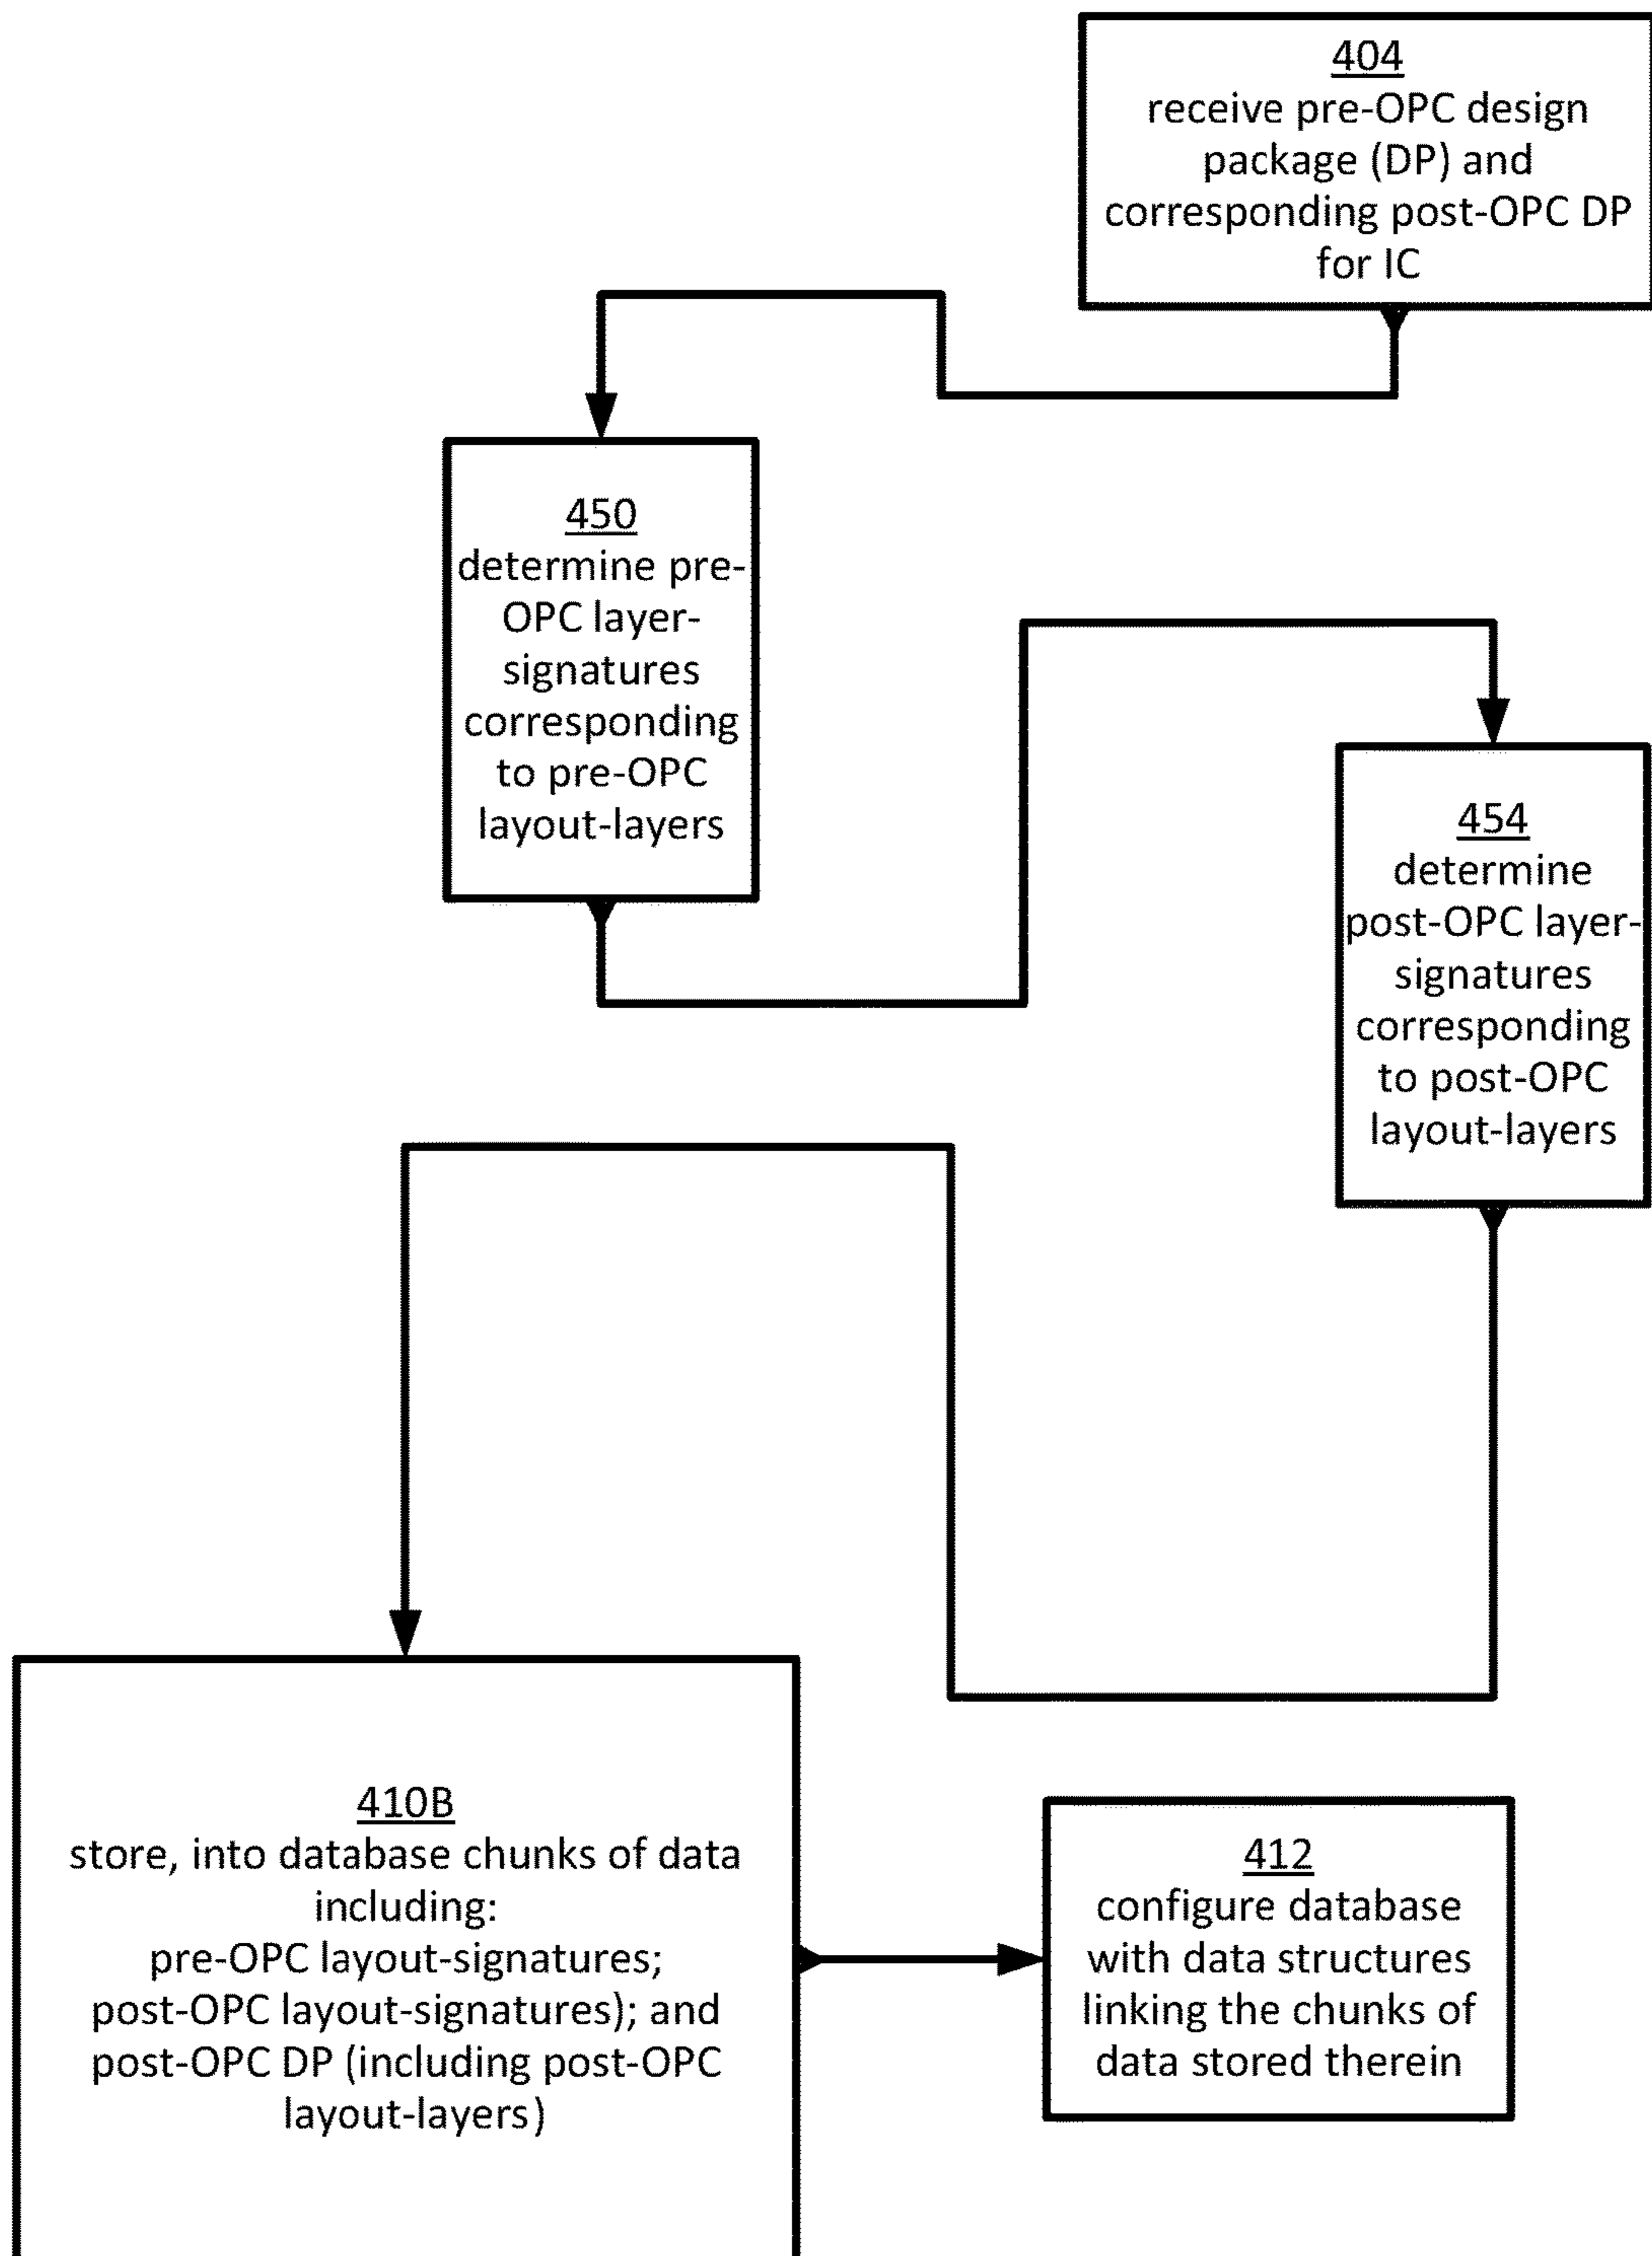 404
receive pre-OPC design
package (DP) and
corresponding post-OPC DP
for IC
450
determine pre-
OPC layer-
signatures
corresponding
to pre-OPC
layout-layers
454
determine
post-OPC layer-
signatures
corresponding
to post-OPC
layout-layers
410B
store, into database chunks of data
including:
pre-OPC layout-signatures;
post-OPC layout-signatures); and
post-OPC DP (including post-OPC
layout-layers)
412
configure database
with data structures
linking the chunks of
data stored therein